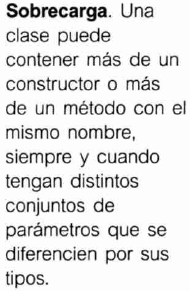 Sobrecarga. Una
clase puede
contener más de un
constructor o más
de un método con el
mismo nombre,
siempre y cuando
tengan distintos
conjuntos de
parámetros que se
diferencien por sus
tipos.